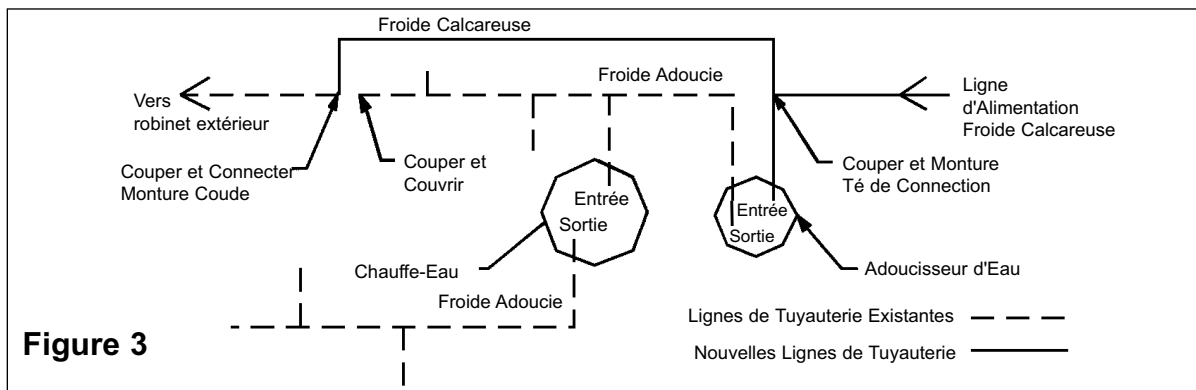 Froide Calcareuse
Froide Adoucie
Vers
robinet extérieur
Ligne
d'Alimentation
Froide Calcareuse
Couper et Connecter
Monture Coude
Couper et
Couvrir
Couper et Monture
Té de Connection
Entrée
Sortie
Entrée
Sortie
Chauffe-Eau
Adoucisseur d'Eau
Froide Adoucie
Lignes de Tuyauterie Existantes
Nouvelles Lignes de Tuyauterie
Figure 3